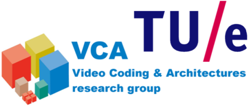 TU/e
VCA
Video Coding & Architectures
research group